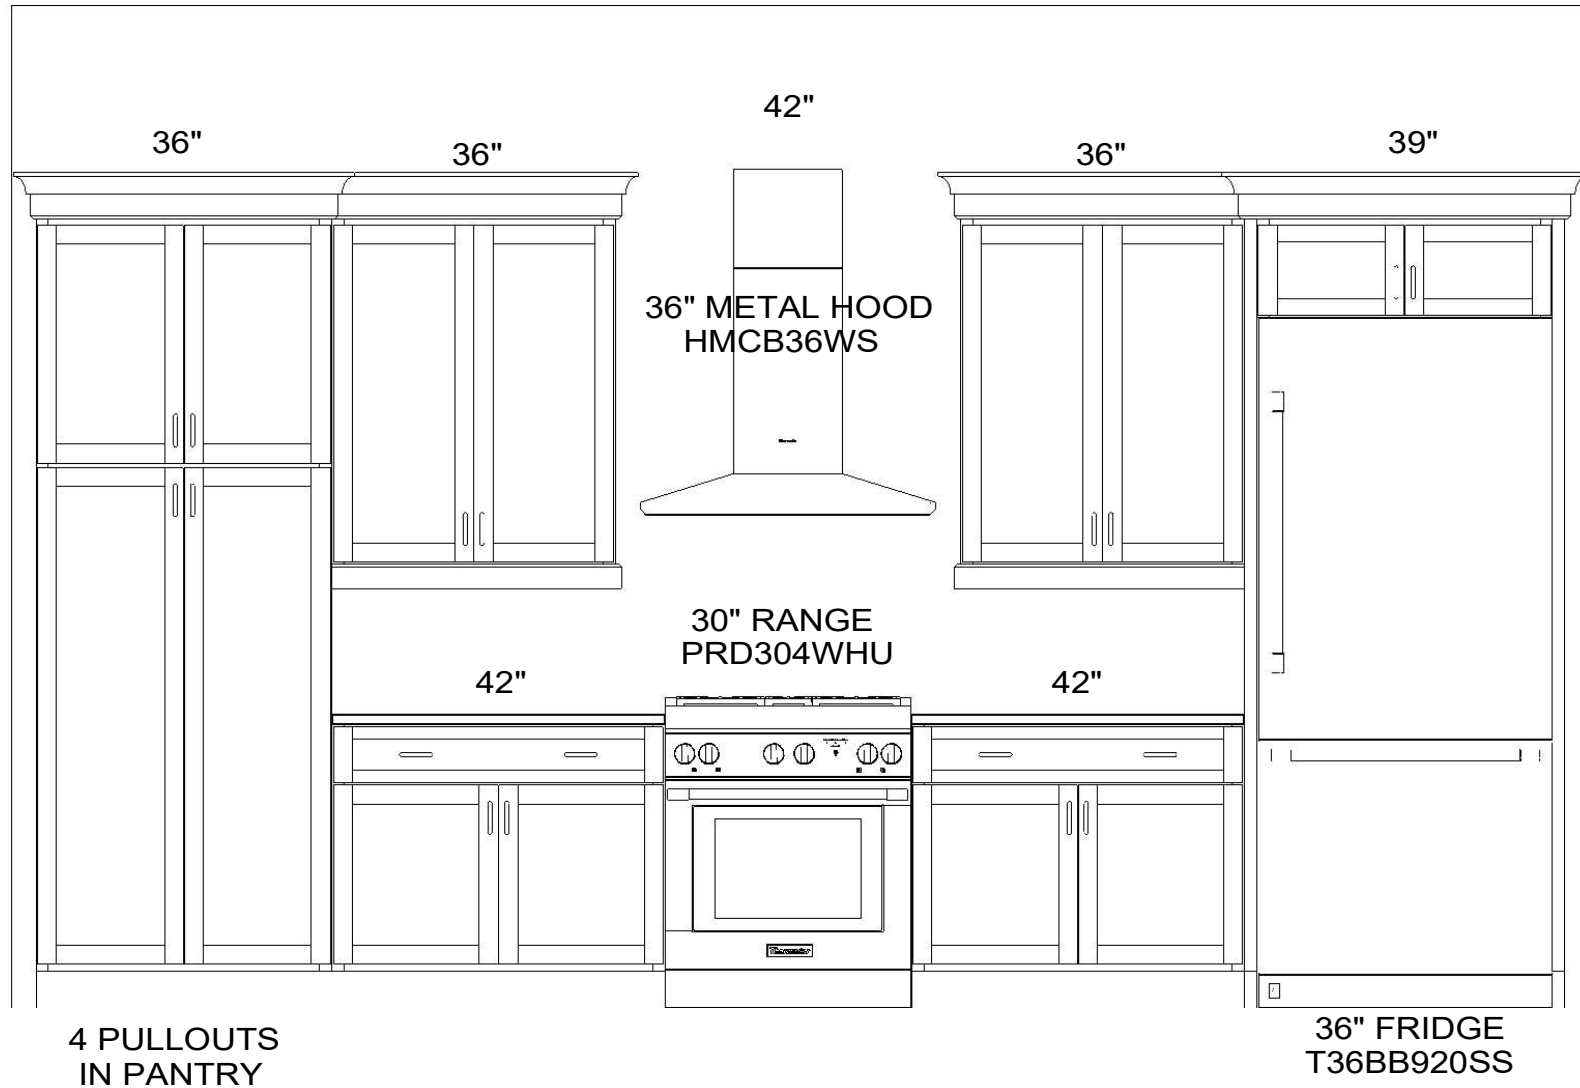 42"
36"
36"
36"
39"
36" METAL HOOD
HMCB36WS
30" RANGE
PRD304WHU
42"
42"
4 PULLOUTS
IN PANTRY
36" FRIDGE
T36BB920SS